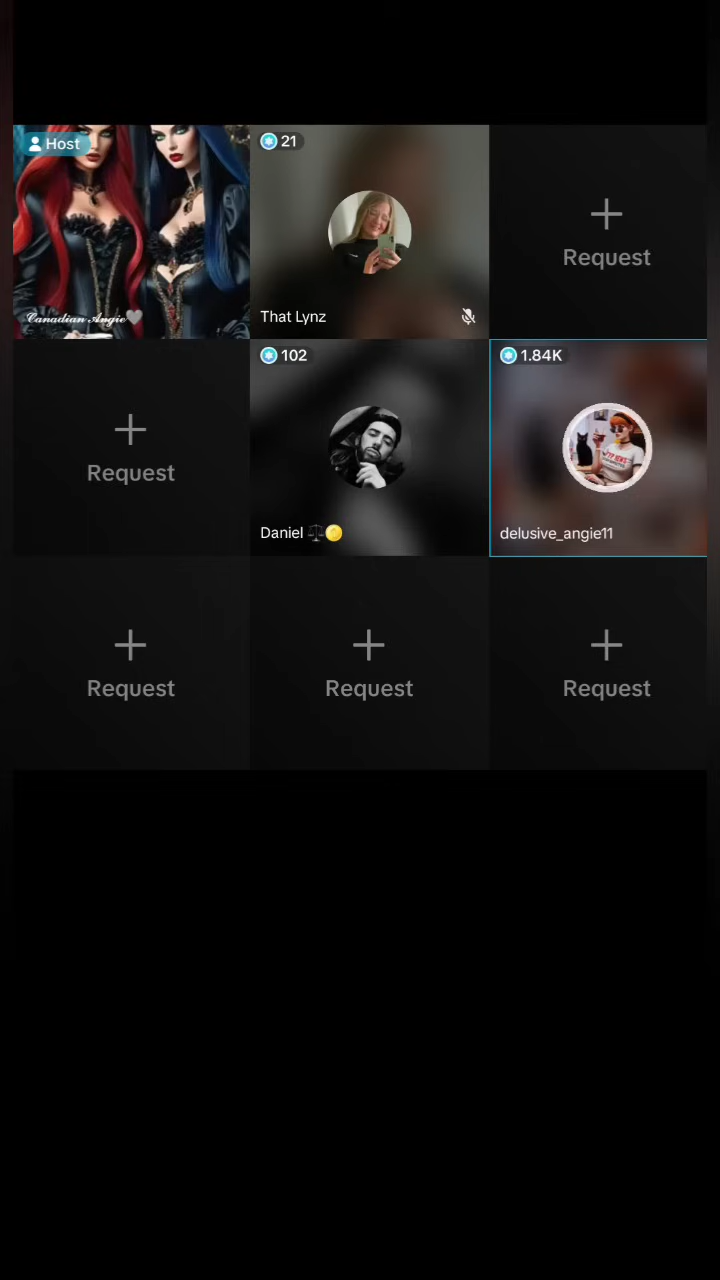 Host
21
Request
Canadian Angie🤍
That Lynz
102
1.84K
Request
Daniel ⚖️🪙
delusive_angie11
Request
Request
Request